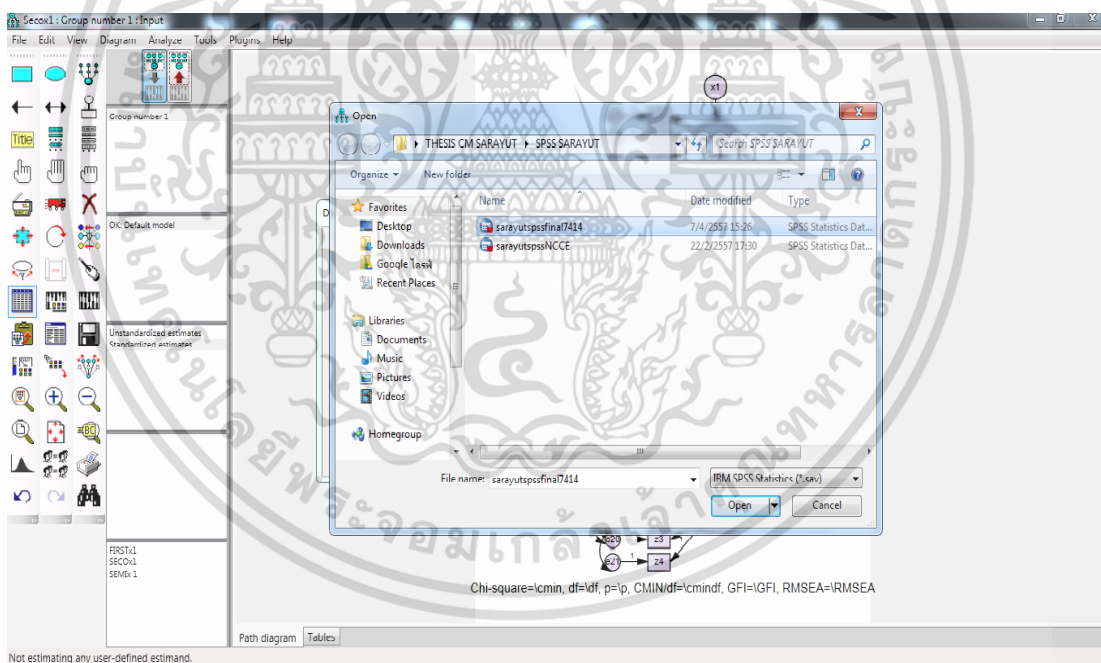 Secox1 : Group number 1 : Input
File Edit View Diagram Analyze Tools Plugins Help
Title
Group number 1
OK: Default model
Unstandardized estimates
Standardized estimates
FIRSTx1
SECOx1
SEMix 1
x1
Open
THESIS CM SARAYUT ▸ SPSS SARAYUT
Search SPSS SARAYUT
Organize New folder
Favorites
Desktop
Downloads
Google ไดรฟ์
Recent Places
Libraries
Documents
Music
Pictures
Videos
Homegroup
Name Date modified Type
sarayutspssfinal7414 7/4/2557 15:26 SPSS Statistics Dat...
sarayutspssNCCE 22/2/2557 17:30 SPSS Statistics Dat...
File name: sarayutspssfinal7414
IBM SPSS Statistics (*.sav)
Open Cancel
e20 z3
e21 1 z4
Chi-square=\cmin, df=\df, p=\p, CMIN/df=\cmindf, GFI=\GFI, RMSEA=\RMSEA
Path diagram Tables
Not estimating any user-defined estimand.